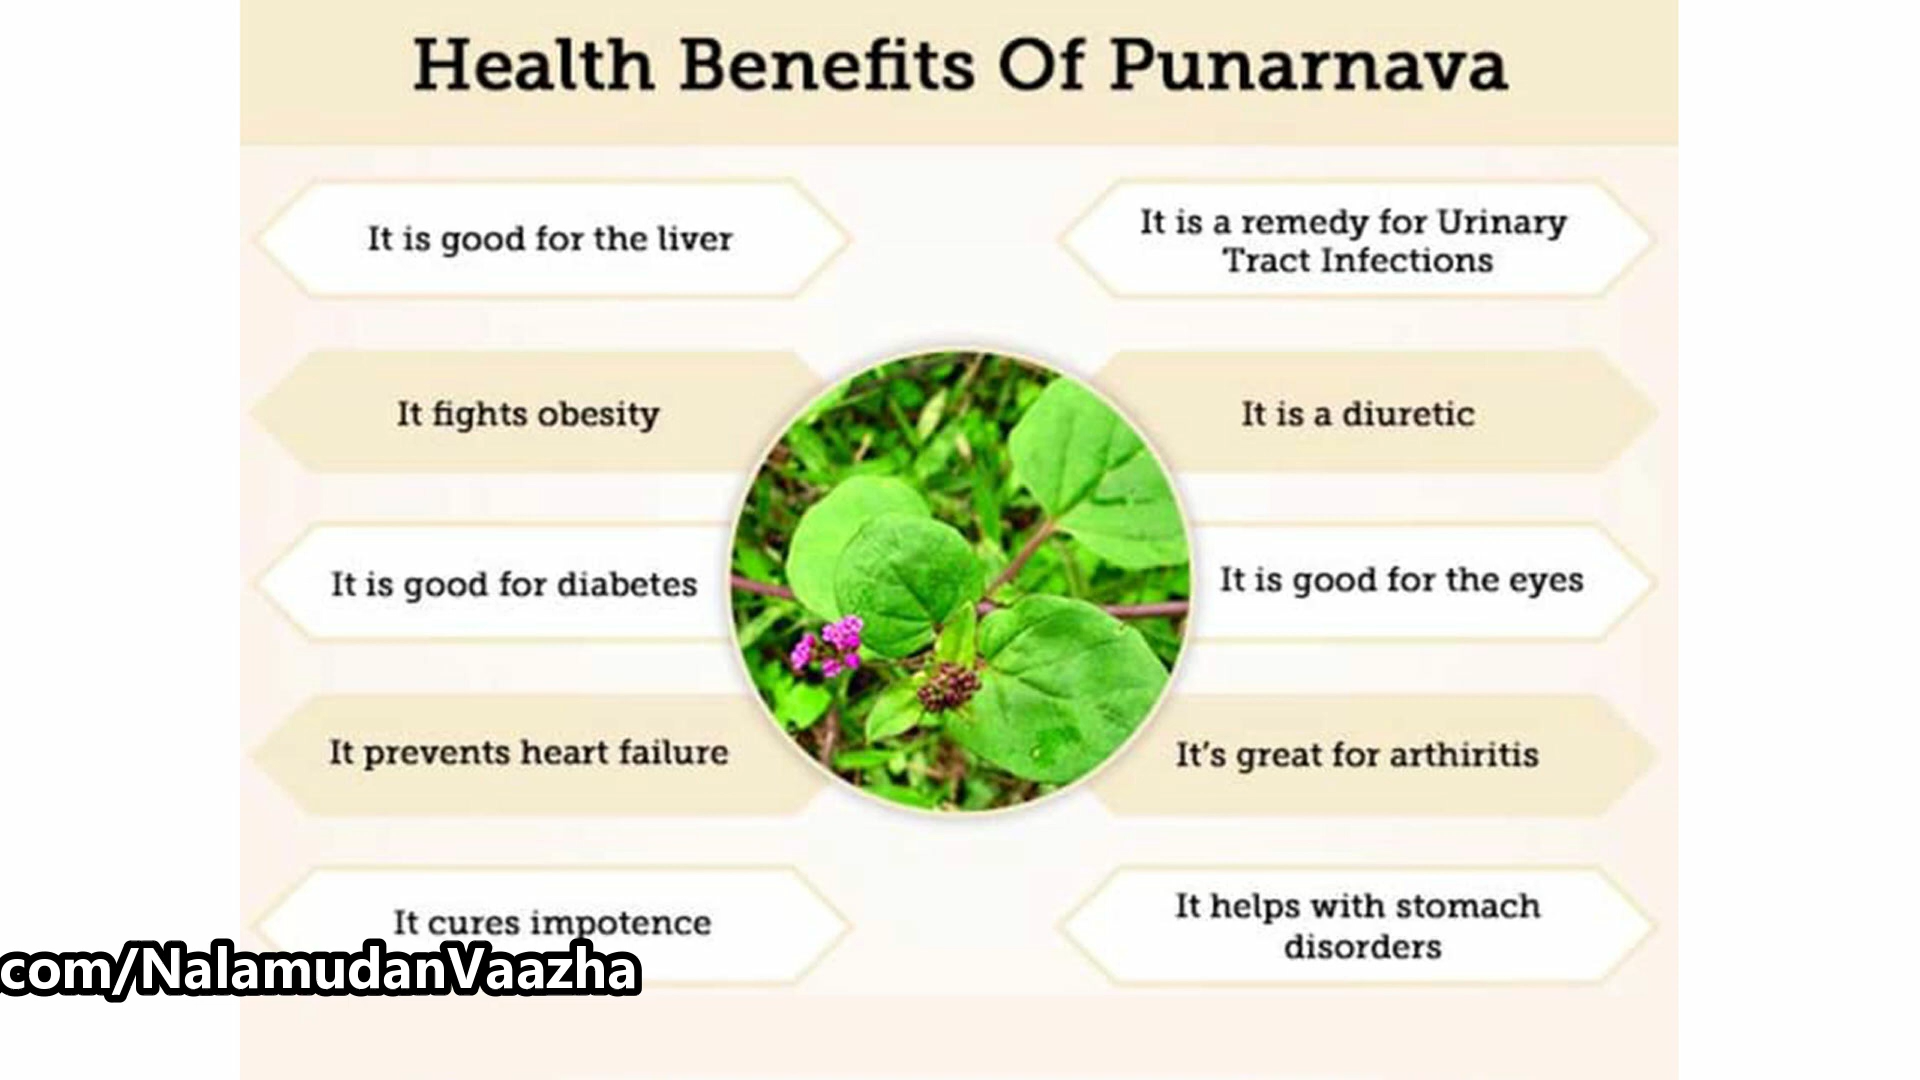 Health Benefits Of Punarnava
It is good for the liver
It is a remedy for Urinary
Tract Infections
It fights obesity
It is a diuretic
It is good for diabetes
It is good for the eyes
It prevents heart failure
It's great for arthiritis
It cures impotence
It helps with stomach
disorders
com/NalamudanVaazha